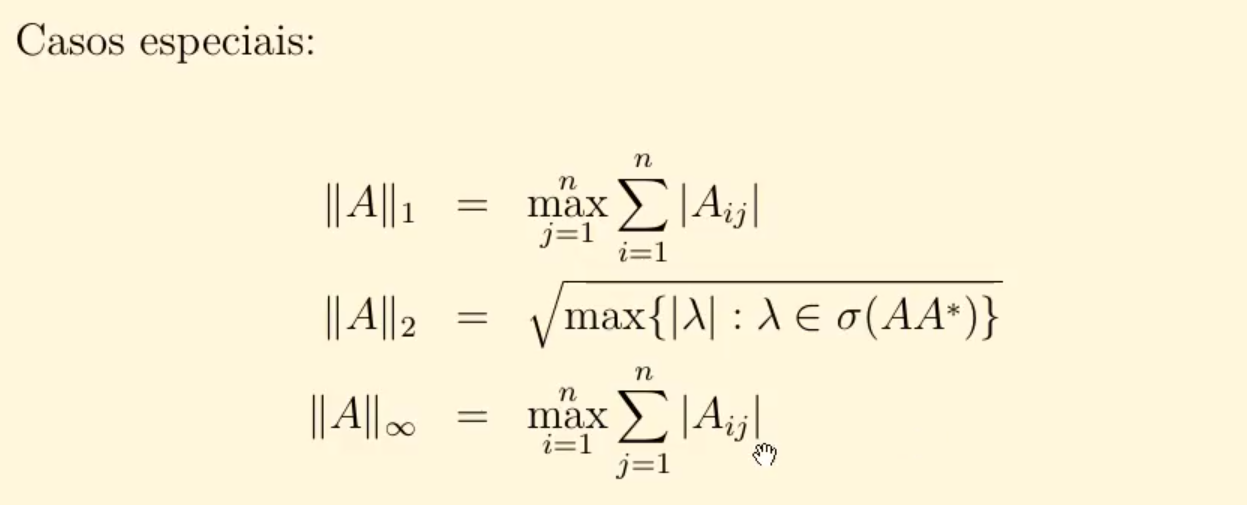 Casos especiais:
‖A‖₁ = max_{j=1}^{n} ∑_{i=1}^{n} |A_{ij}|
‖A‖₂ = √(max{|λ| : λ ∈ σ(AA*)})
‖A‖_∞ = max_{i=1}^{n} ∑_{j=1}^{n} |A_{ij}|